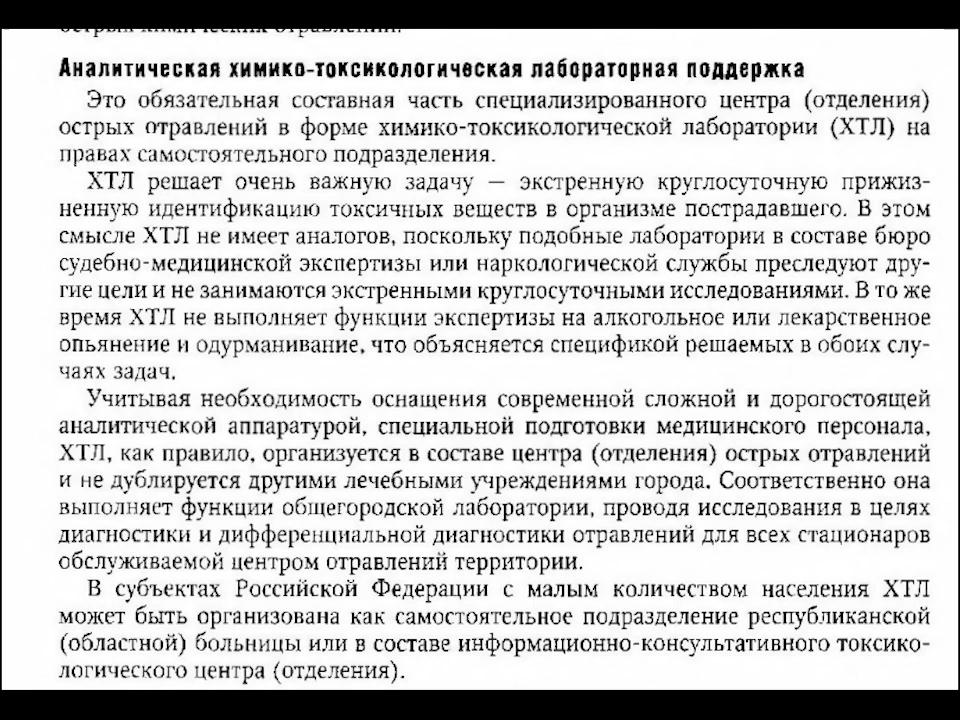 Аналитическая химико-токсикологическая лабораторная поддержка
Это обязательная составная часть специализированного центра (отделения)
острых отравлений в форме химико-токсикологической лаборатории (ХТЛ) на
правах самостоятельного подразделения.
ХТЛ решает очень важную задачу — экстренную круглосуточную прижиз-
ненную идентификацию токсичных веществ в организме пострадавшего. В этом
смысле ХТЛ не имеет аналогов, поскольку подобные лаборатории в составе бюро
судебно-медицинской экспертизы или наркологической службы преследуют дру-
гие цели и не занимаются экстренными круглосуточными исследованиями. В то же
время ХТЛ не выполняет функции экспертизы на алкогольное или лекарственное
опьянение и одурманивание, что объясняется спецификой решаемых в обоих слу-
чаях задач.
Учитывая необходимость оснащения современной сложной и дорогостоящей
аналитической аппаратурой, специальной подготовки медицинского персонала,
ХТЛ, как правило, организуется в составе центра (отделения) острых отравлений
и не дублируется другими лечебными учреждениями города. Соответственно она
выполняет функции общегородской лаборатории, проводя исследования в целях
диагностики и дифференциальной диагностики отравлений для всех стационаров
обслуживаемой центром отравлений территории.
В субъектах Российской Федерации с малым количеством населения ХТЛ
может быть организована как самостоятельное подразделение республиканской
(областной) больницы или в составе информационно-консультативного токсико-
логического центра (отделения).